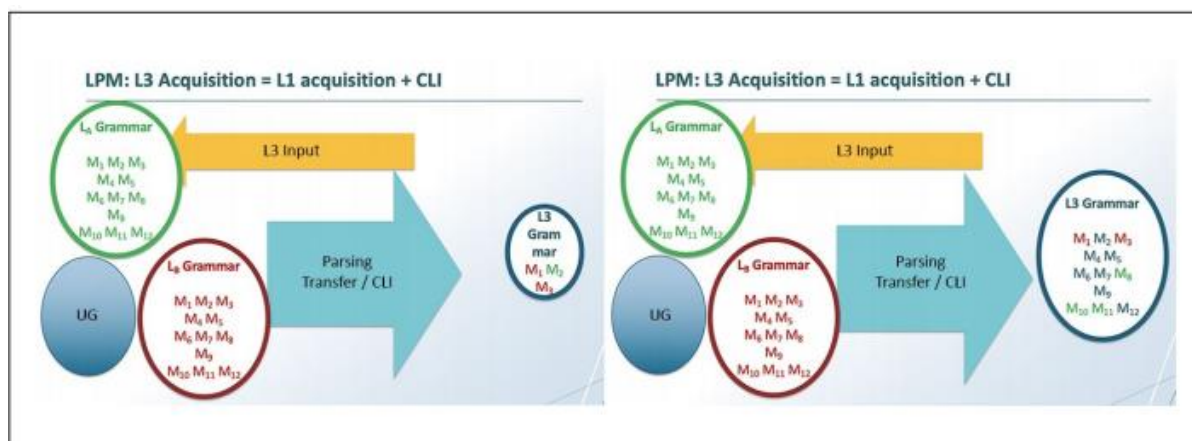 LPM: L3 Acquisition = L1 acquisition + CLI
L_A Grammar
M₁ M₂ M₃
M₄ M₅
M₆ M₇ M₈
M₉
M₁₀ M₁₁ M₁₂
L3 Input
UG
L_B Grammar
M₁ M₂ M₃
M₄ M₅
M₆ M₇ M₈
M₉
M₁₀ M₁₁ M₁₂
Parsing
Transfer / CLI
L3
Gram
mar
M₁ M₂
M₃
LPM: L3 Acquisition = L1 acquisition + CLI
L_A Grammar
M₁ M₂ M₃
M₄ M₅
M₆ M₇ M₈
M₉
M₁₀ M₁₁ M₁₂
L3 Input
UG
L_B Grammar
M₁ M₂ M₃
M₄ M₅
M₆ M₇ M₈
M₉
M₁₀ M₁₁ M₁₂
Parsing
Transfer / CLI
L3 Grammar
M₁ M₂ M₃
M₄ M₅
M₆ M₇ M₈
M₉
M₁₀ M₁₁ M₁₂